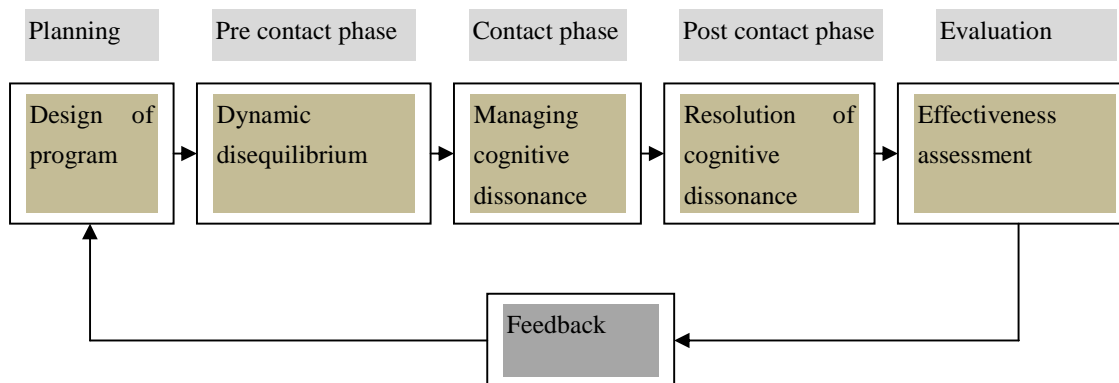 Planning
Pre contact phase
Contact phase
Post contact phase
Evaluation
Design of
program
Dynamic
disequilibrium
Managing
cognitive
dissonance
Resolution of
cognitive
dissonance
Effectiveness
assessment
Feedback